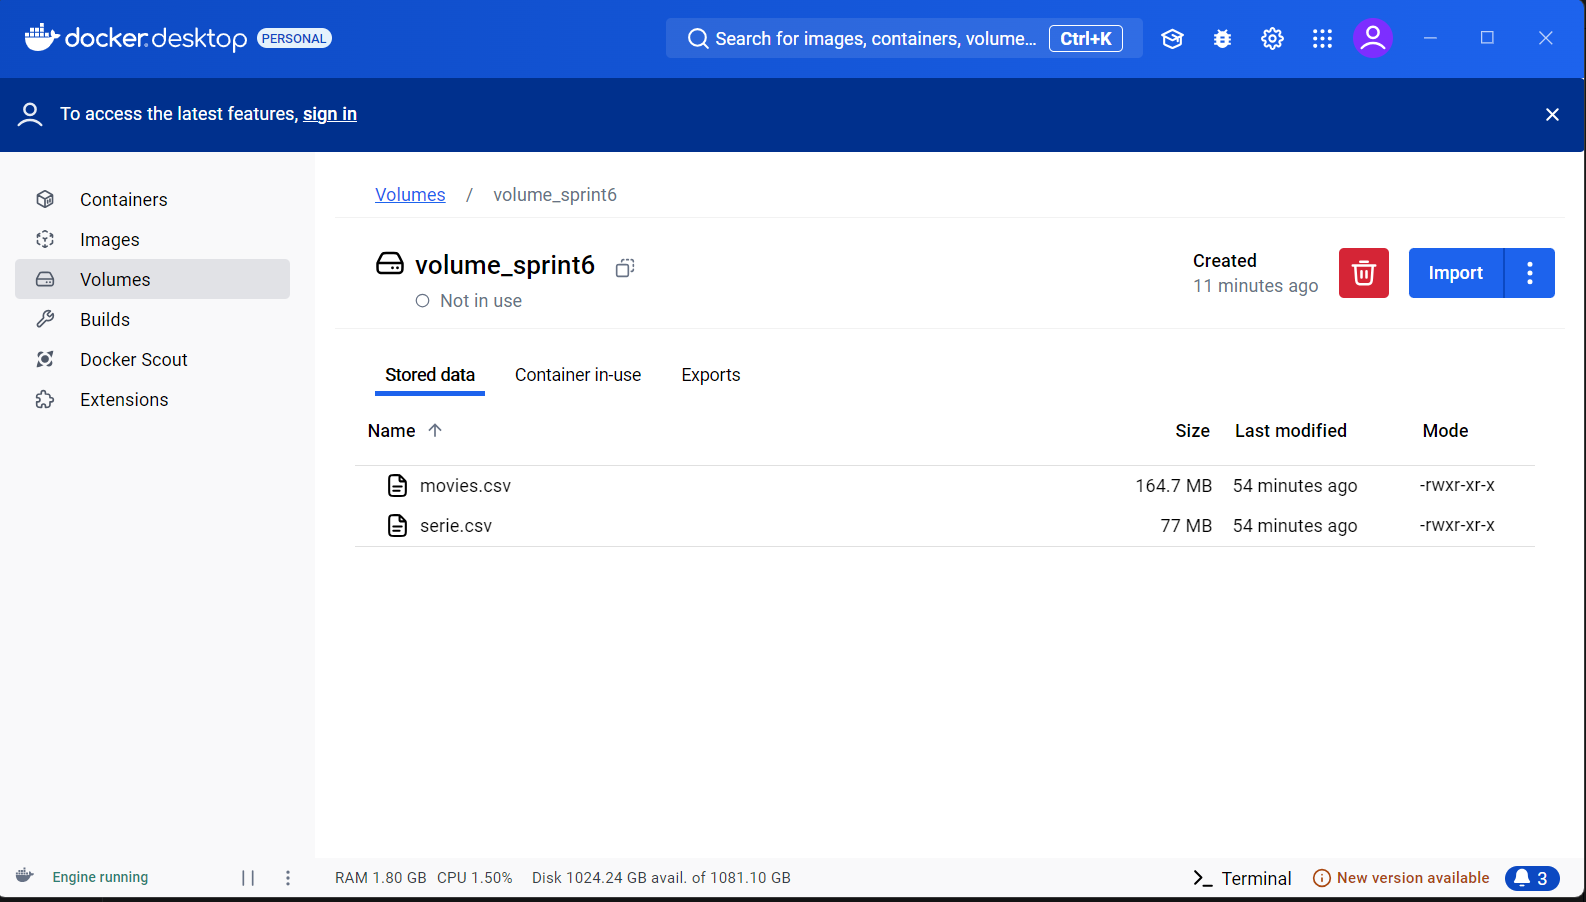 docker.desktop PERSONAL
Search for images, containers, volume... Ctrl+K
To access the latest features, sign in
Containers
Images
Volumes
Builds
Docker Scout
Extensions
Volumes / volume_sprint6
volume_sprint6
Not in use
Created
11 minutes ago
Import
Stored data Container in-use Exports
Name Size Last modified Mode
movies.csv 164.7 MB 54 minutes ago -rwxr-xr-x
serie.csv 77 MB 54 minutes ago -rwxr-xr-x
Engine running RAM 1.80 GB CPU 1.50% Disk 1024.24 GB avail. of 1081.10 GB >_ Terminal New version available 3